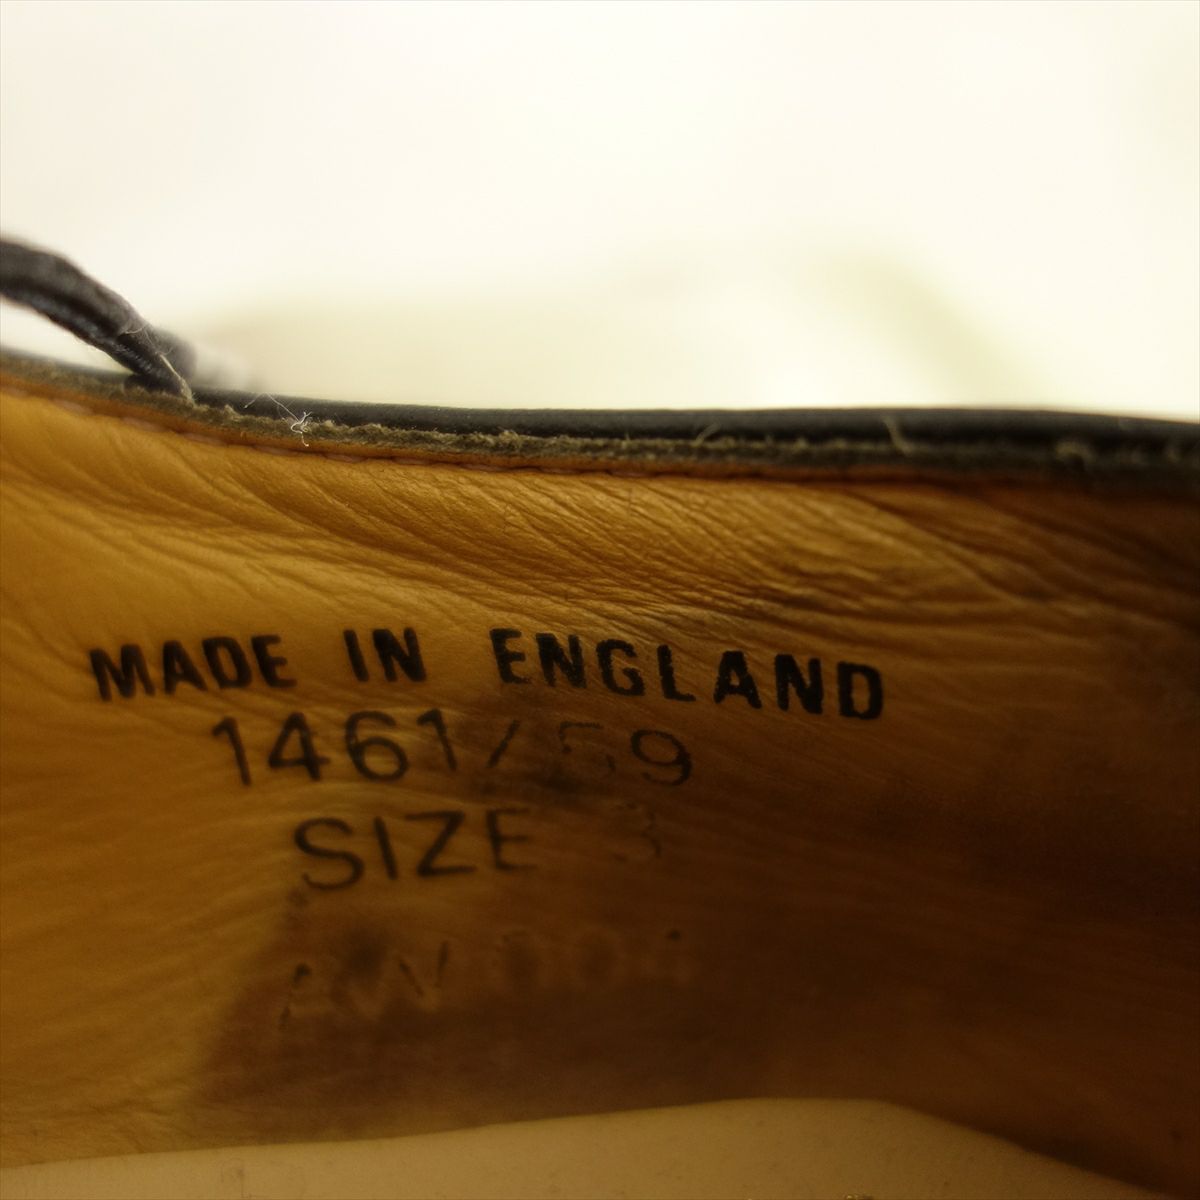 MADE IN ENGLAND
1461/59
SIZE 3